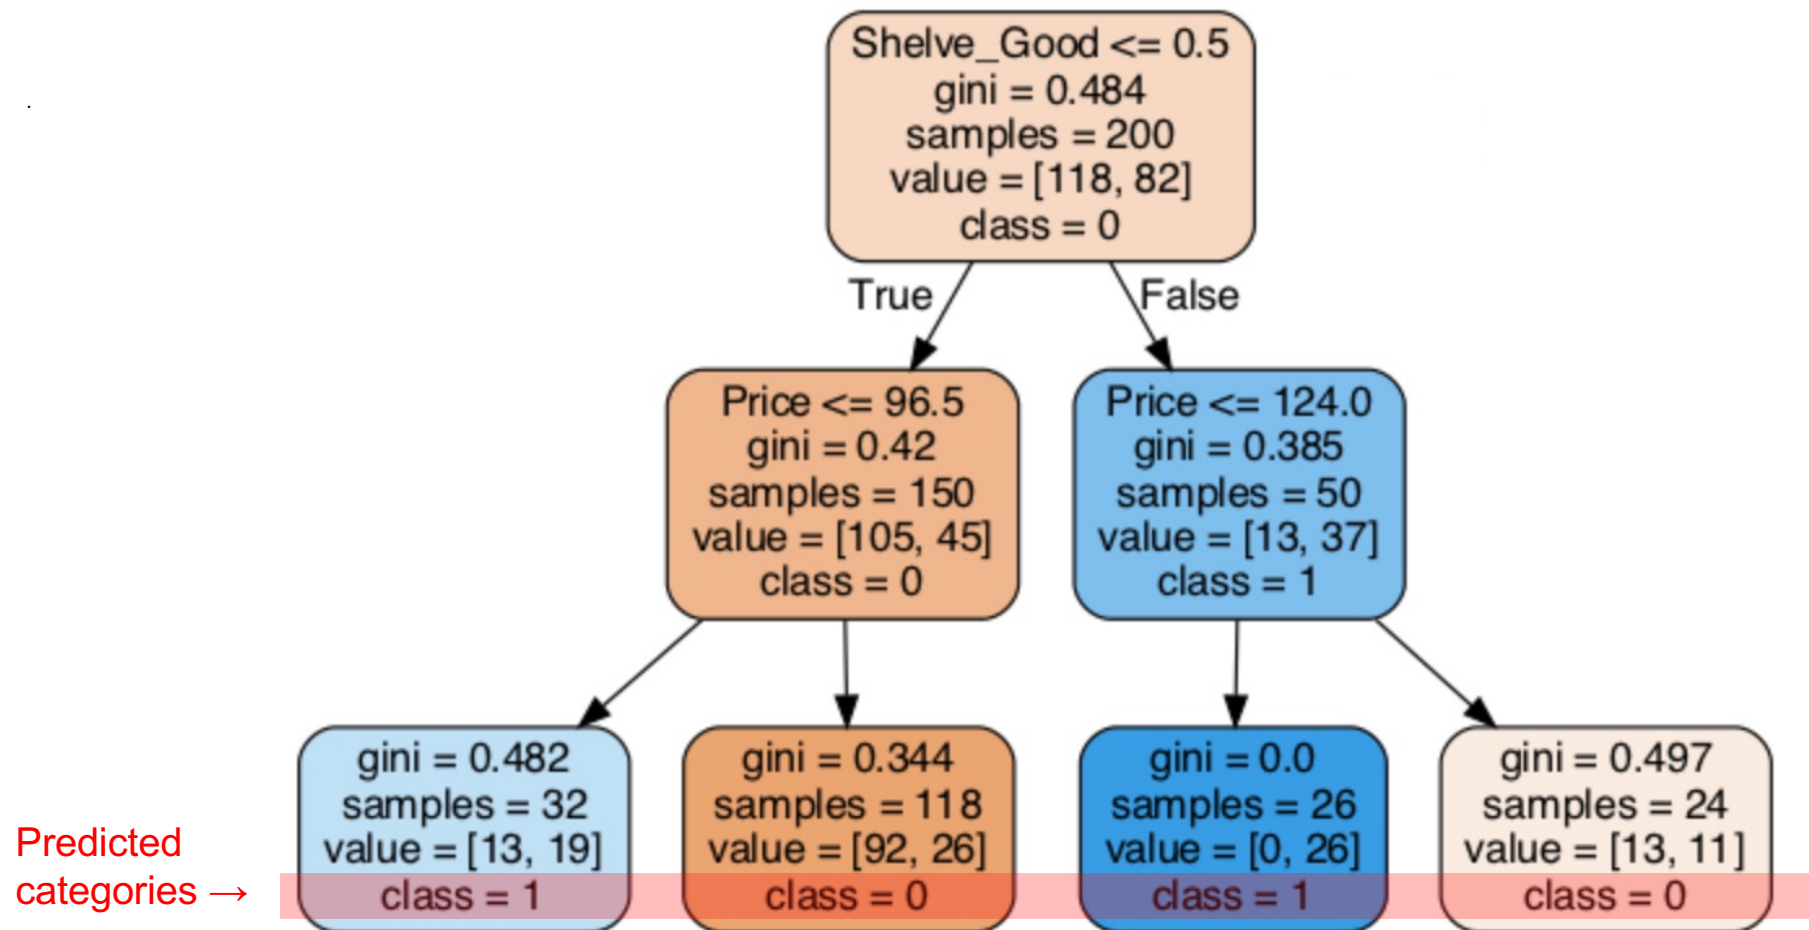 Shelve_Good <= 0.5
gini = 0.484
samples = 200
value = [118, 82]
class = 0
True
False
Price <= 96.5
gini = 0.42
samples = 150
value = [105, 45]
class = 0
Price <= 124.0
gini = 0.385
samples = 50
value = [13, 37]
class = 1
gini = 0.482
samples = 32
value = [13, 19]
class = 1
gini = 0.344
samples = 118
value = [92, 26]
class = 0
gini = 0.0
samples = 26
value = [0, 26]
class = 1
gini = 0.497
samples = 24
value = [13, 11]
class = 0
Predicted
categories →